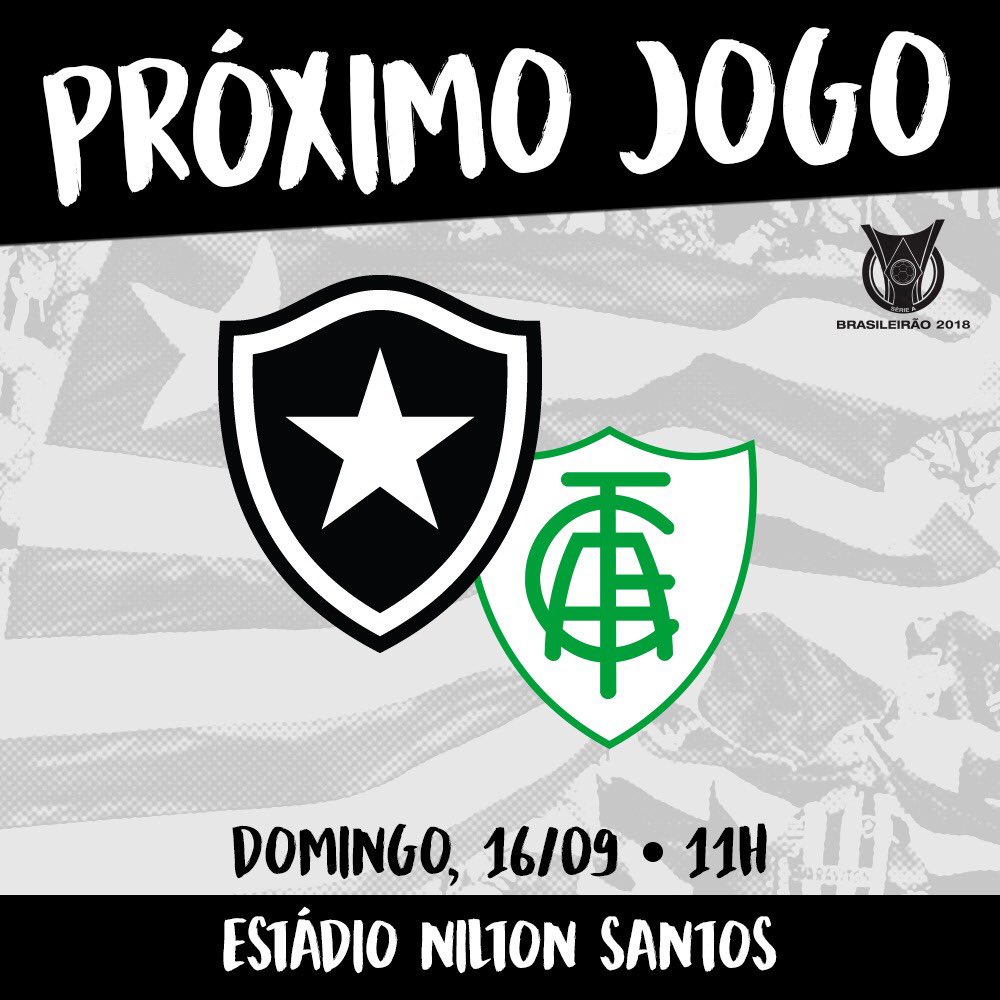 PRÓXIMO JOGO
SÉRIE A
BRASILEIRÃO 2018
DOMINGO, 16/09 • 11H
ESTÁDIO NILTON SANTOS